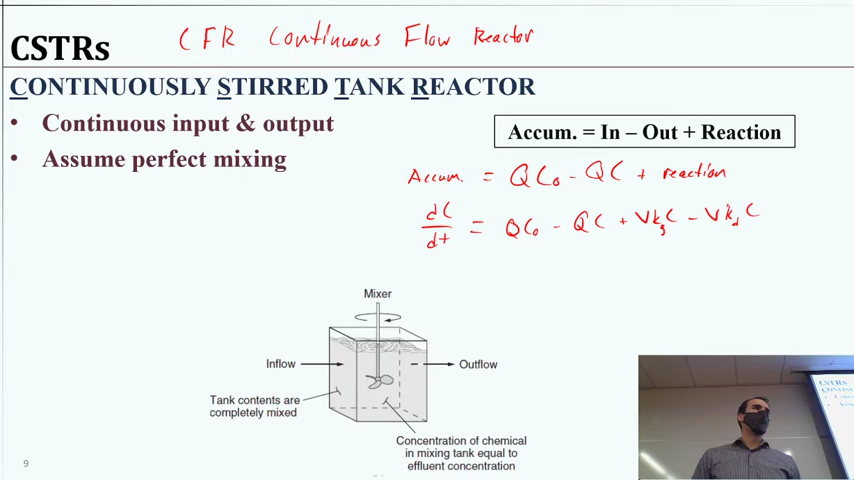 CSTRs
CFR Continuous Flow Reactor
CONTINUOUSLY STIRRED TANK REACTOR
• Continuous input & output
• Assume perfect mixing
Accum. = In – Out + Reaction
Accum. = QC₀ - QC + reaction
dC/dt = QC₀ - QC + Vk_gC - Vk_dC
Mixer
Inflow
Outflow
Tank contents are
completely mixed
Concentration of chemical
in mixing tank equal to
effluent concentration
9
CSTRs